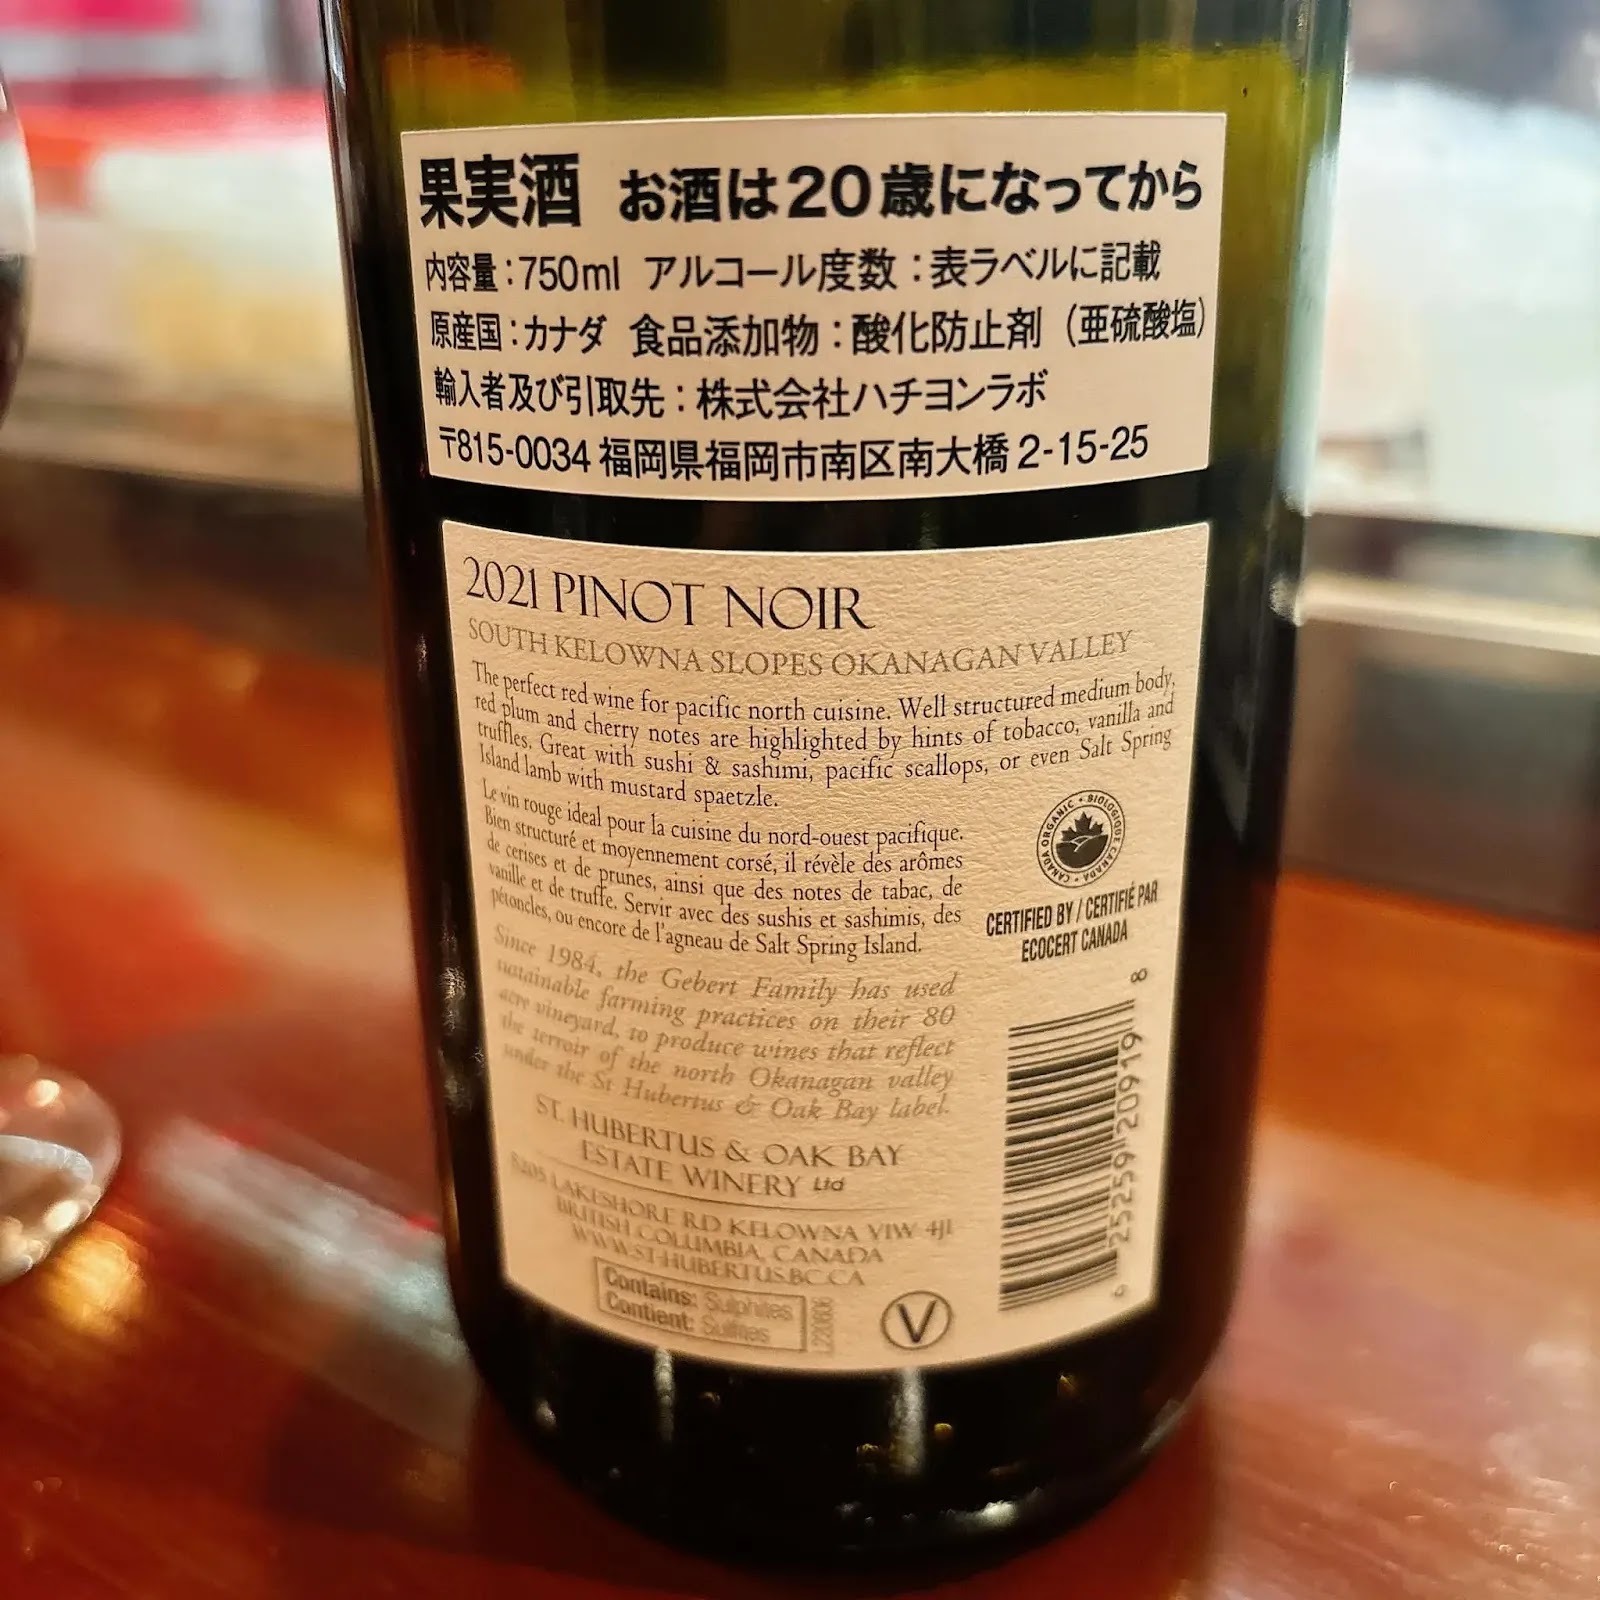 果実酒 お酒は20歳になってから
内容量:750ml アルコール度数:表ラベルに記載
原産国:カナダ 食品添加物:酸化防止剤(亜硫酸塩)
輸入者及び引取先:株式会社ハチヨンラボ
〒815-0034 福岡県福岡市南区南大橋2-15-25
2021 PINOT NOIR
SOUTH KELOWNA SLOPES OKANAGAN VALLEY
The perfect red wine for pacific north cuisine. Well structured medium body,
red plum and cherry notes are highlighted by hints of tobacco, vanilla and
truffles. Great with sushi & sashimi, pacific scallops, or even Salt Spring
Island lamb with mustard spaetzle.
Le vin rouge ideal pour la cuisine du nord-ouest pacifique.
Bien structuré et moyennement corsé, il révèle des arômes
de cerises et de prunes, ainsi que des notes de tabac, de
vanille et de truffe. Servir avec des sushis et sashimis, des
pétoncles, ou encore de l'agneau de Salt Spring Island.
CANADA ORGANIC • BIOLOGIQUE CANADA •
CERTIFIED BY / CERTIFIÉ PAR
ECOCERT CANADA
Since 1984, the Gebert Family has used
sustainable farming practices on their 80
acre vineyard, to produce wines that reflect
the terroir of the north Okanagan valley
under the St Hubertus & Oak Bay label.
ST. HUBERTUS & OAK BAY
ESTATE WINERY Ltd
5205 LAKESHORE RD KELOWNA V1W 4J1
BRITISH COLUMBIA, CANADA
WWW.ST-HUBERTUS.BC.CA
Contains: Sulphites
Contient: Sulfites
220606
V
6 25259 20919 8